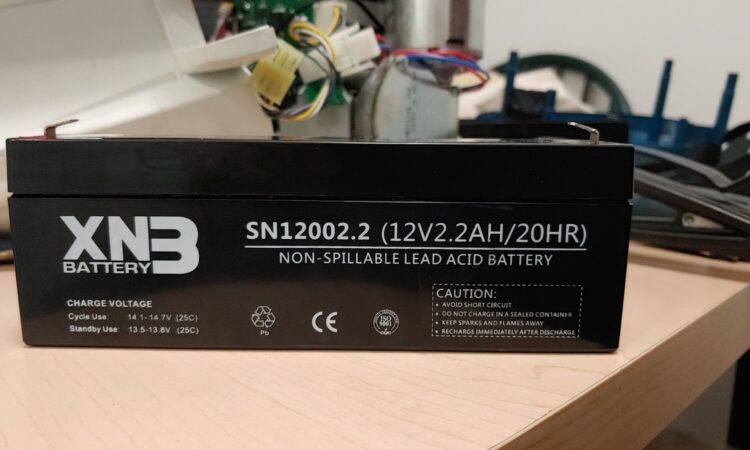 XNB
BATTERY
SN12002.2 (12V2.2AH/20HR)
NON-SPILLABLE LEAD ACID BATTERY
CHARGE VOLTAGE
Cycle Use: 14.1-14.7V (25C)
Standby Use: 13.5-13.8V (25C)
Pb
CE
ISO
9001
CAUTION:
• AVOID SHORT CIRCUIT
• DO NOT CHARGE IN A SEALED CONTAINER
• KEEP SPARKS AND FLAMES AWAY
• RECHARGE IMMEDIATELY AFTER DISCHARGE